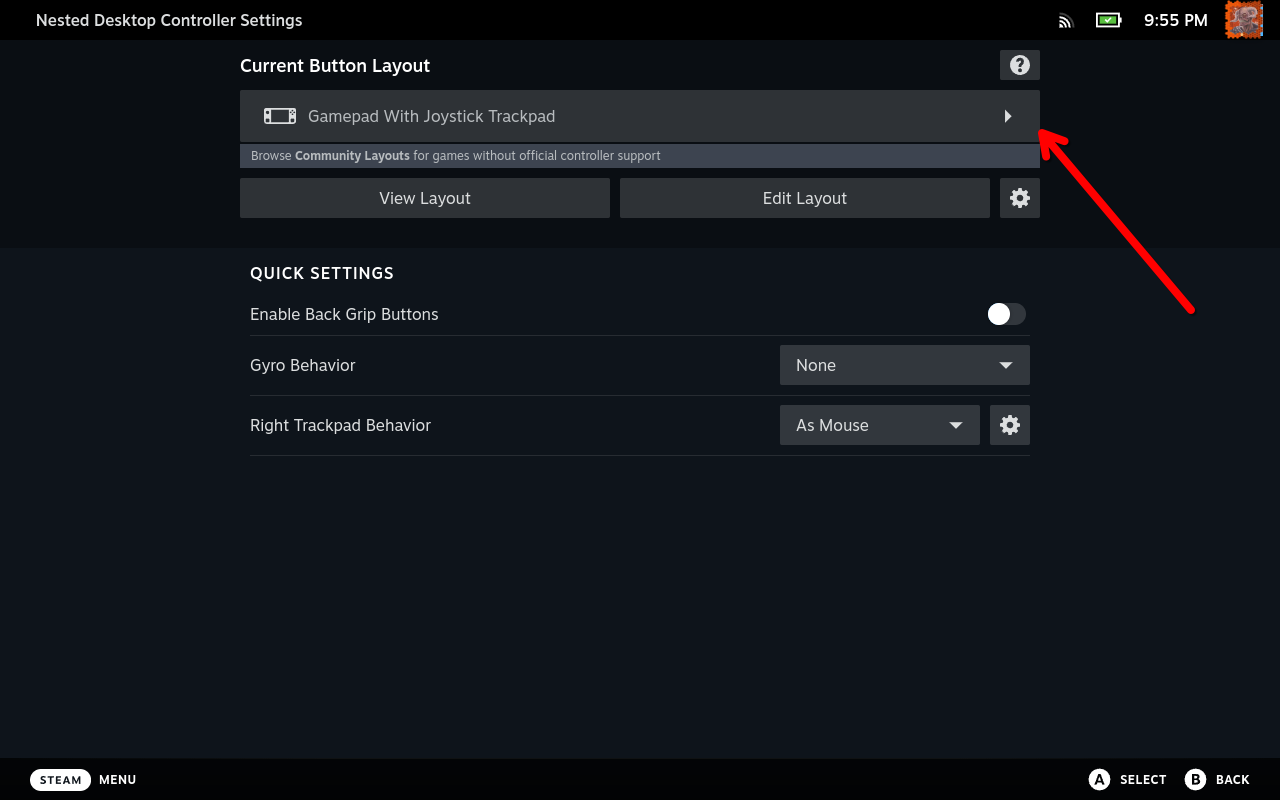 Nested Desktop Controller Settings
9:55 PM
Current Button Layout
?
Gamepad With Joystick Trackpad
Browse Community Layouts for games without official controller support
View Layout
Edit Layout
QUICK SETTINGS
Enable Back Grip Buttons
Gyro Behavior
None
Right Trackpad Behavior
As Mouse
STEAM MENU
A SELECT B BACK